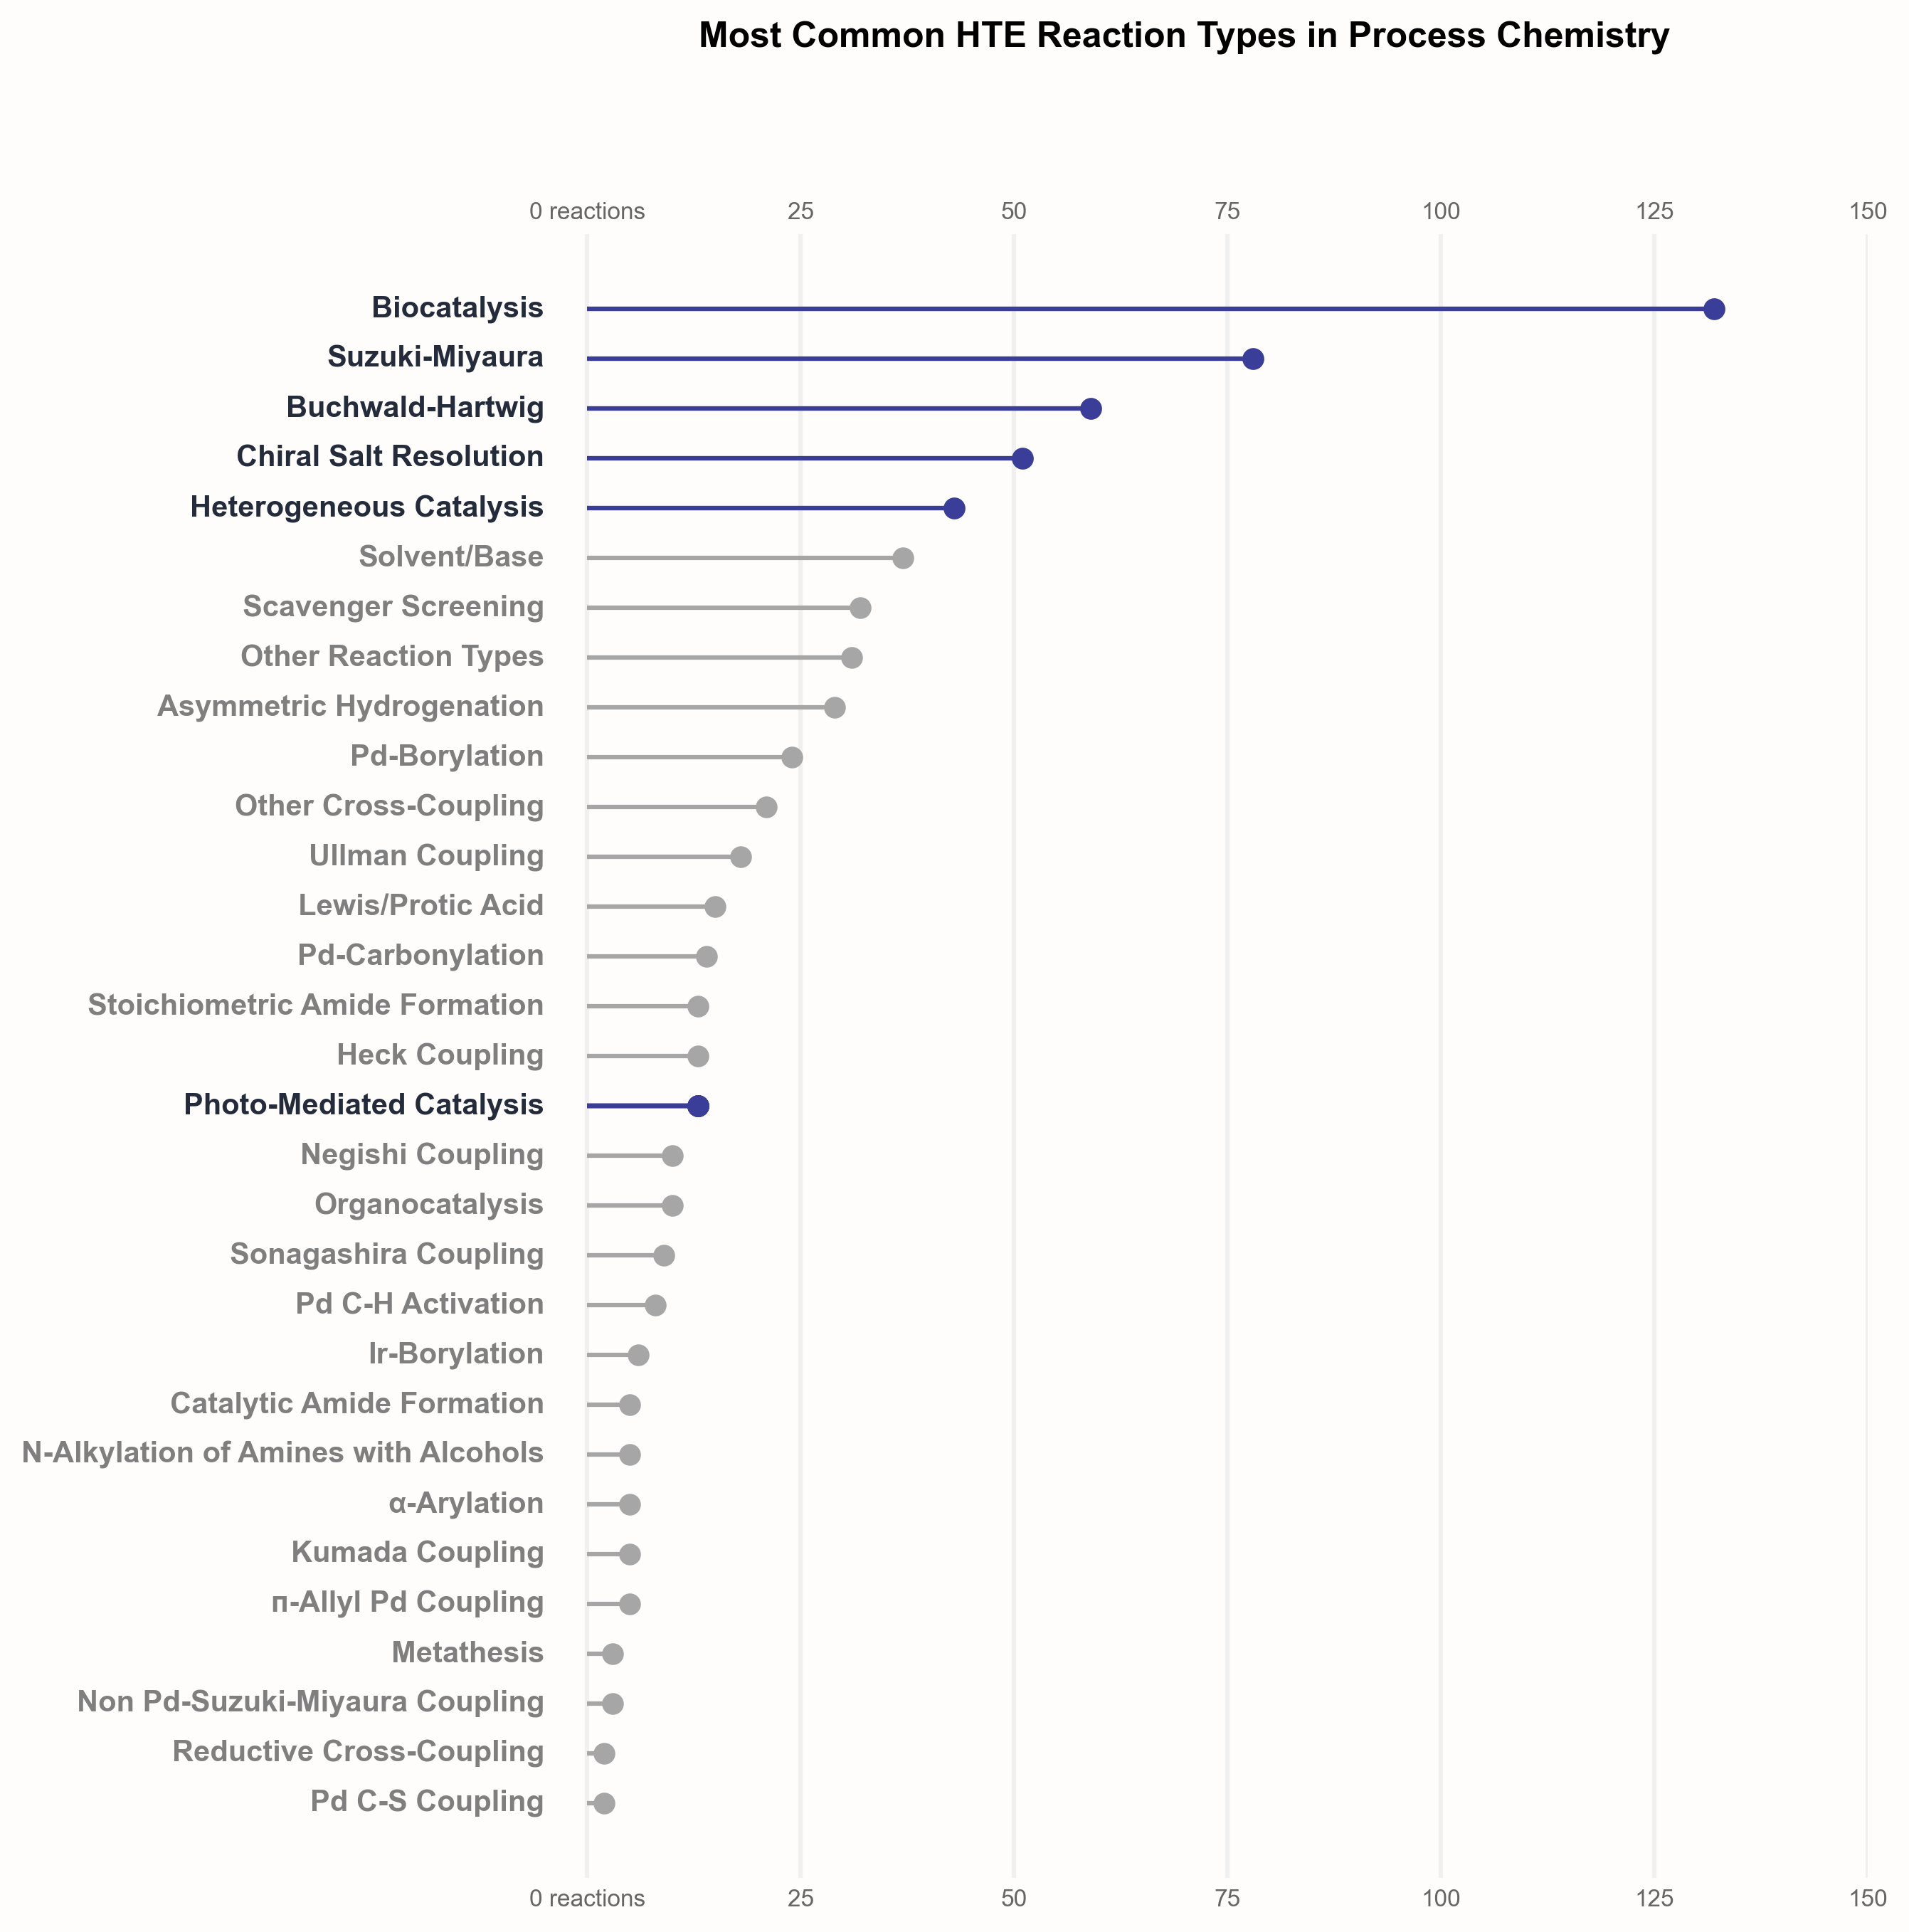 Most Common HTE Reaction Types in Process Chemistry
0 reactions 25 50 75 100 125 150
Biocatalysis
Suzuki-Miyaura
Buchwald-Hartwig
Chiral Salt Resolution
Heterogeneous Catalysis
Solvent/Base
Scavenger Screening
Other Reaction Types
Asymmetric Hydrogenation
Pd-Borylation
Other Cross-Coupling
Ullman Coupling
Lewis/Protic Acid
Pd-Carbonylation
Stoichiometric Amide Formation
Heck Coupling
Photo-Mediated Catalysis
Negishi Coupling
Organocatalysis
Sonagashira Coupling
Pd C-H Activation
Ir-Borylation
Catalytic Amide Formation
N-Alkylation of Amines with Alcohols
α-Arylation
Kumada Coupling
π-Allyl Pd Coupling
Metathesis
Non Pd-Suzuki-Miyaura Coupling
Reductive Cross-Coupling
Pd C-S Coupling
0 reactions 25 50 75 100 125 150